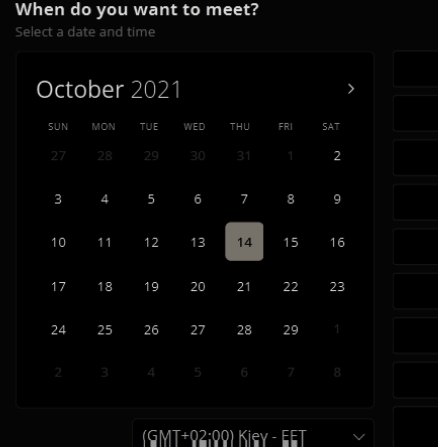 When do you want to meet?
Select a date and time
October 2021
SUN MON TUE WED THU FRI SAT
27 28 29 30 31 1 2
3 4 5 6 7 8 9
10 11 12 13 14 15 16
17 18 19 20 21 22 23
24 25 26 27 28 29 1
2 3 4 5 6 7 8
(GMT+02:00) Kiev - EET